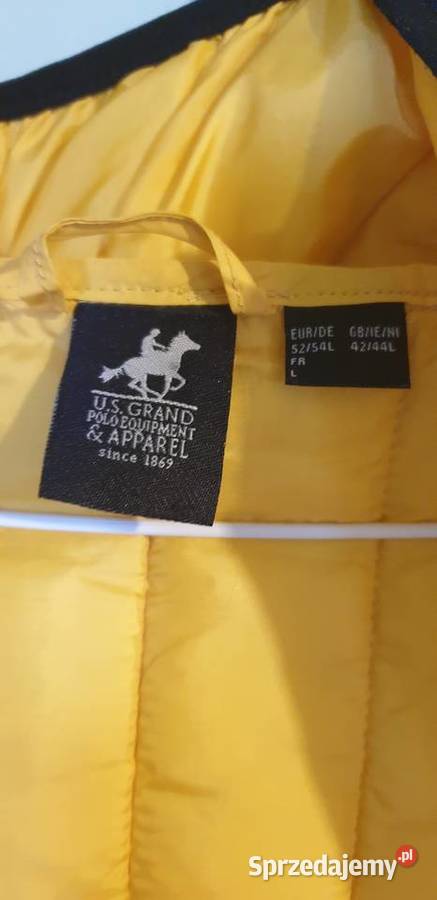 U.S. GRAND
POLO EQUIPMENT
& APPAREL
since 1869
EUR/DE GB/IE/NI
52/54L 42/44L
FR
L
Sprzedajemy.pl